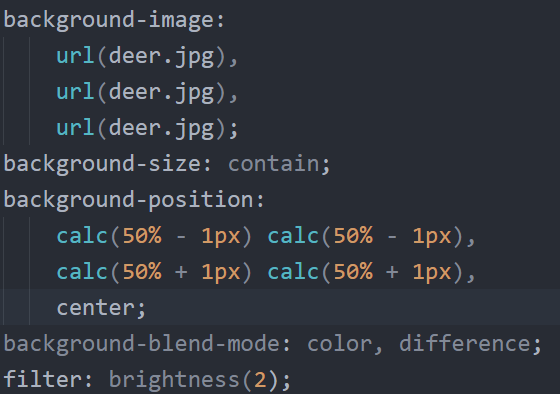 background-image:
url(deer.jpg),
url(deer.jpg),
url(deer.jpg);
background-size: contain;
background-position:
calc(50% - 1px) calc(50% - 1px),
calc(50% + 1px) calc(50% + 1px),
center;
background-blend-mode: color, difference;
filter: brightness(2);